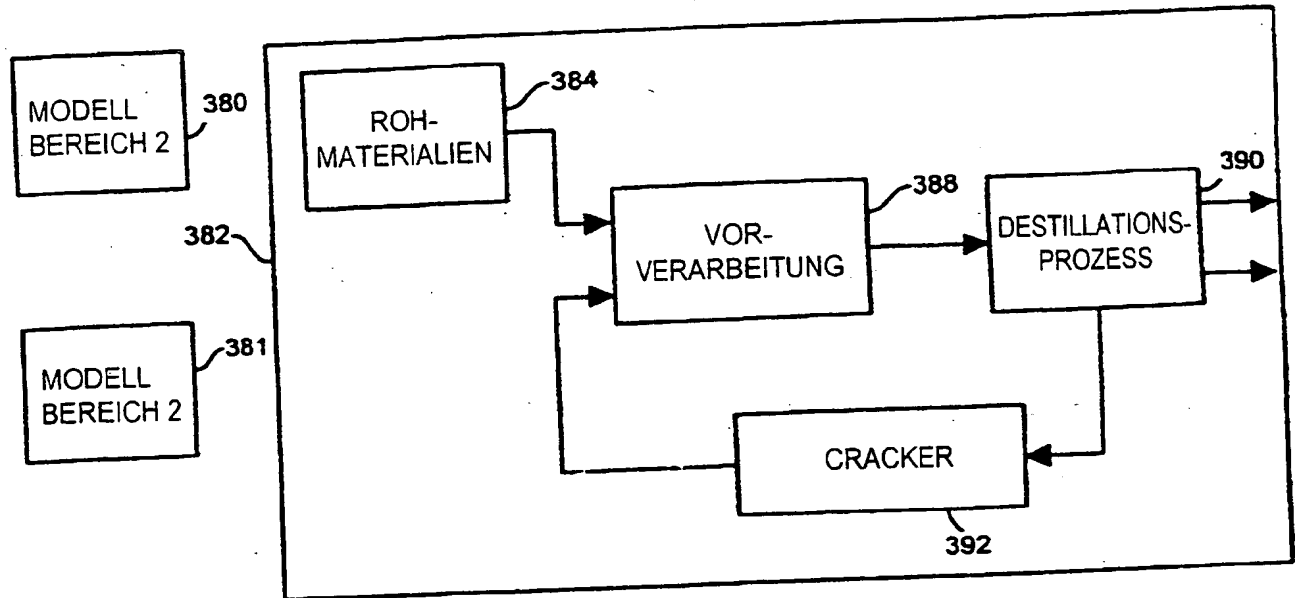 MODELL
BEREICH 2
380
382
ROH-
MATERIALIEN
384
VOR-
VERARBEITUNG
388
DESTILLATIONS-
PROZESS
390
MODELL
BEREICH 2
381
CRACKER
392